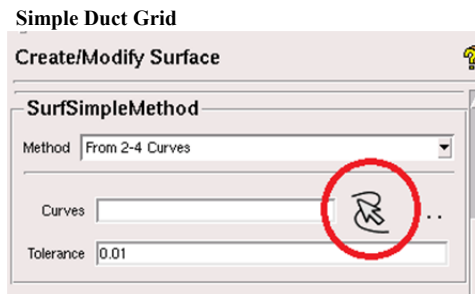 Simple Duct Grid
Create/Modify Surface
SurfSimpleMethod
Method From 2-4 Curves
Curves
Tolerance 0.01